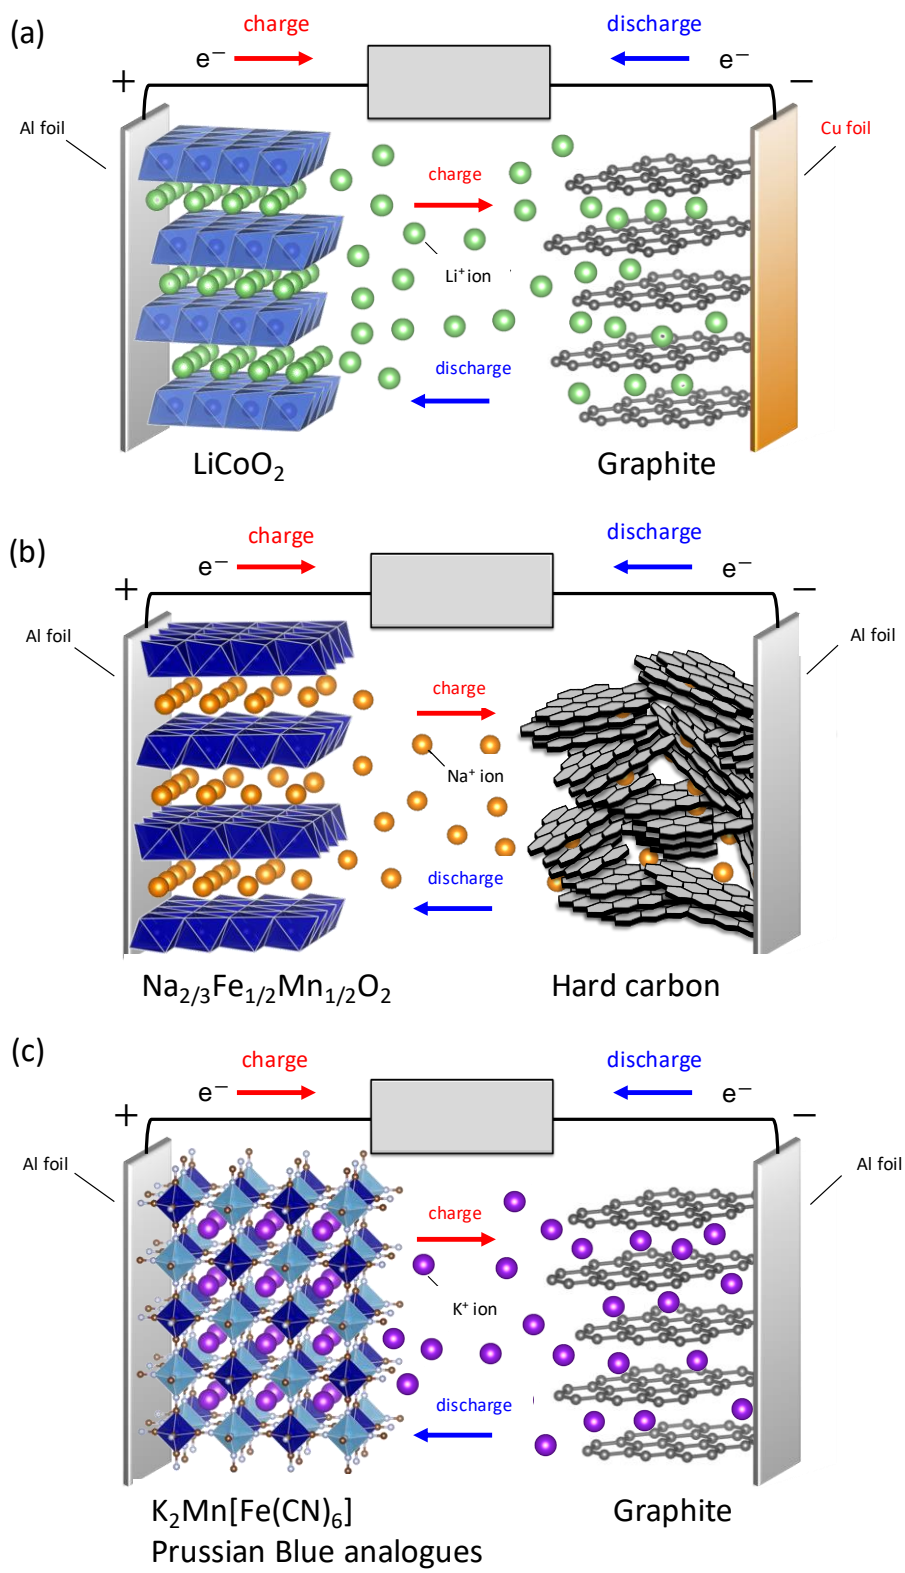 (a)
charge
discharge
e⁻
e⁻
+
−
Al foil
Cu foil
charge
Li⁺ ion
discharge
LiCoO₂
Graphite
(b)
charge
discharge
e⁻
e⁻
+
−
Al foil
Al foil
charge
Na⁺ ion
discharge
Na₂/₃Fe₁/₂Mn₁/₂O₂
Hard carbon
(c)
charge
discharge
e⁻
e⁻
+
−
Al foil
Al foil
charge
K⁺ ion
discharge
K₂Mn[Fe(CN)₆]
Prussian Blue analogues
Graphite